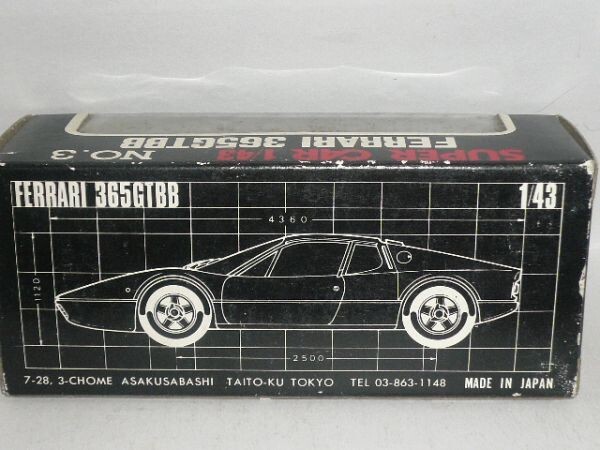 SUPER CAR 1/43 NO.3
FERRARI 365GTBB
FERRARI 365GTBB 1/43
4360
1120
2500
7-28, 3-CHOME ASAKUSABASHI TAITO-KU TOKYO TEL 03-863-1148 MADE IN JAPAN